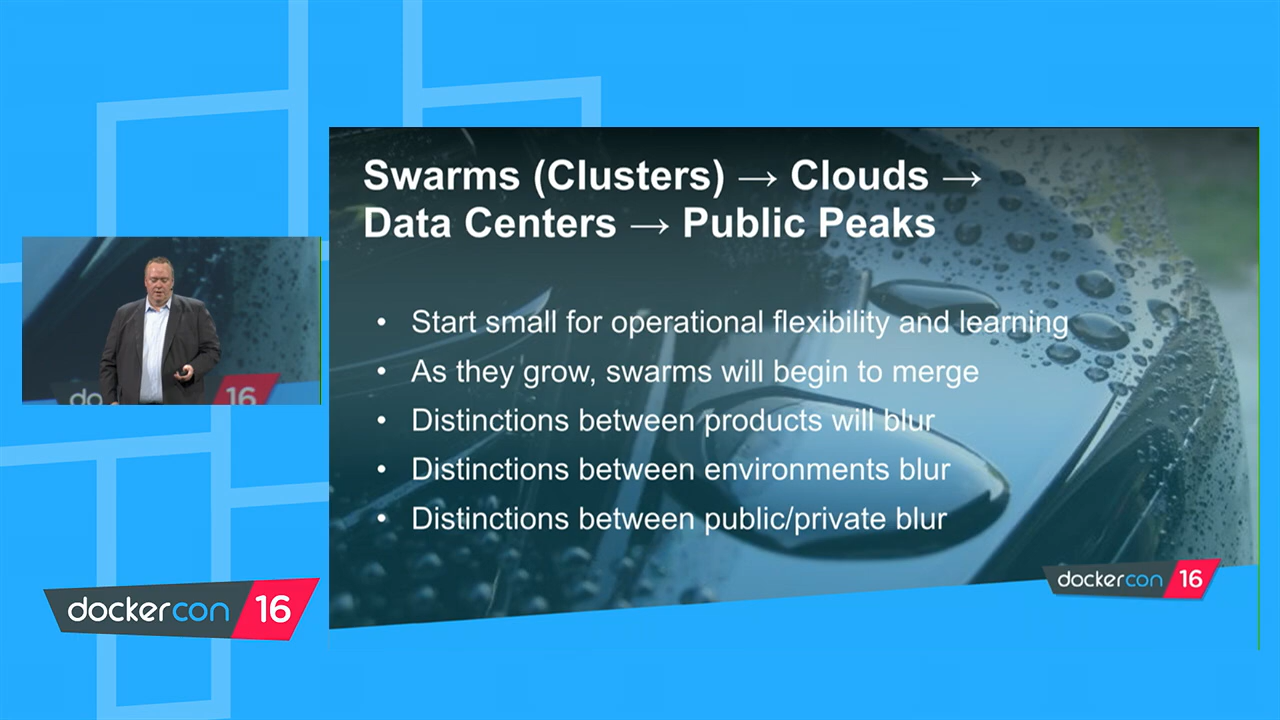 Swarms (Clusters) → Clouds →
Data Centers → Public Peaks
• Start small for operational flexibility and learning
• As they grow, swarms will begin to merge
• Distinctions between products will blur
• Distinctions between environments blur
• Distinctions between public/private blur
dockercon 16
do
16
dockercon 16